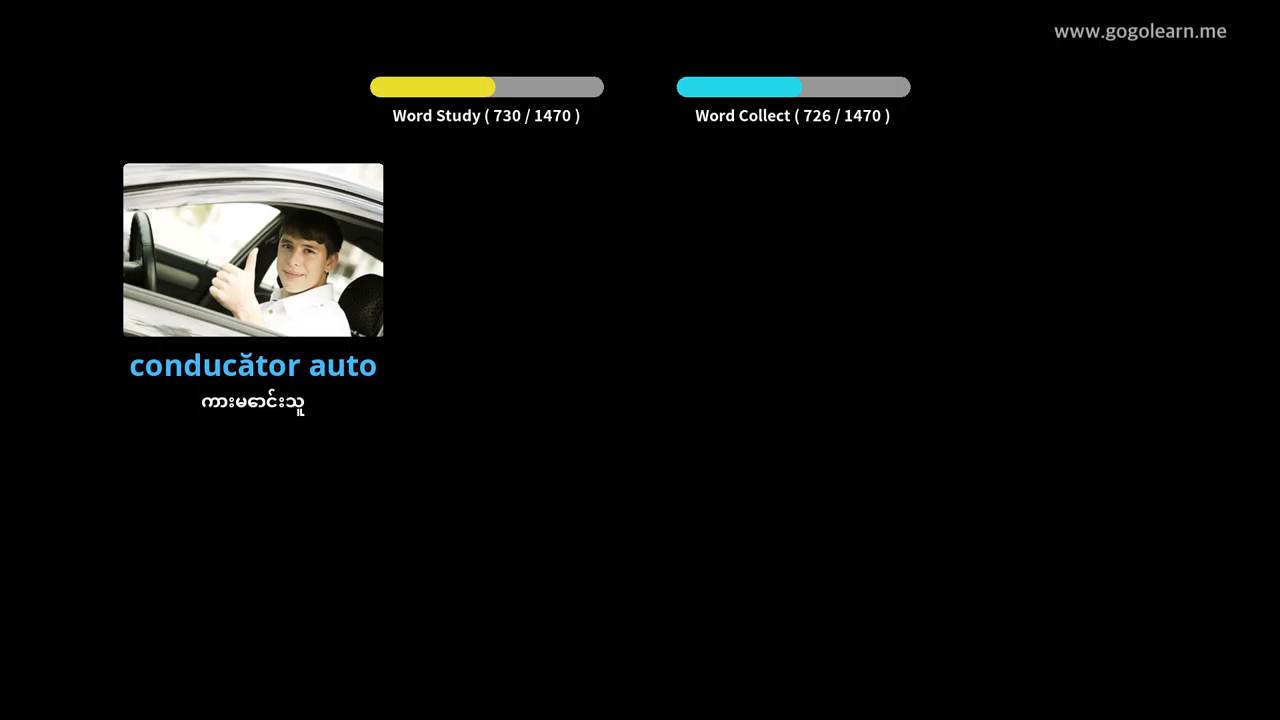 www.gogolearn.me
Word Study ( 730 / 1470 )
Word Collect ( 726 / 1470 )
conducător auto
ကားမောင်းသူ